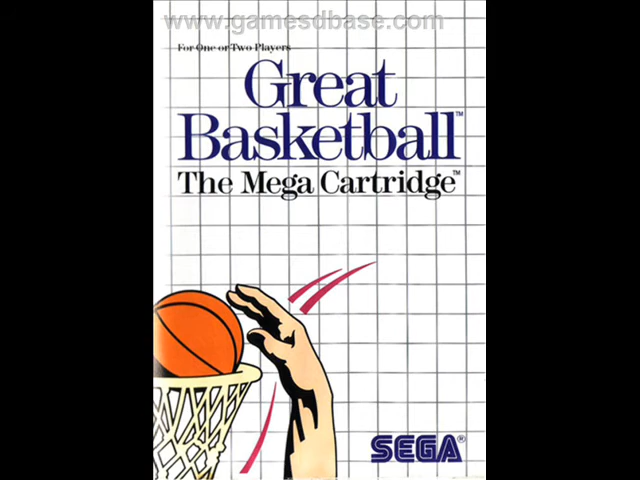 www.gamesdbase.com
For One or Two Players
Great
Basketball™
The Mega Cartridge™
SEGA®